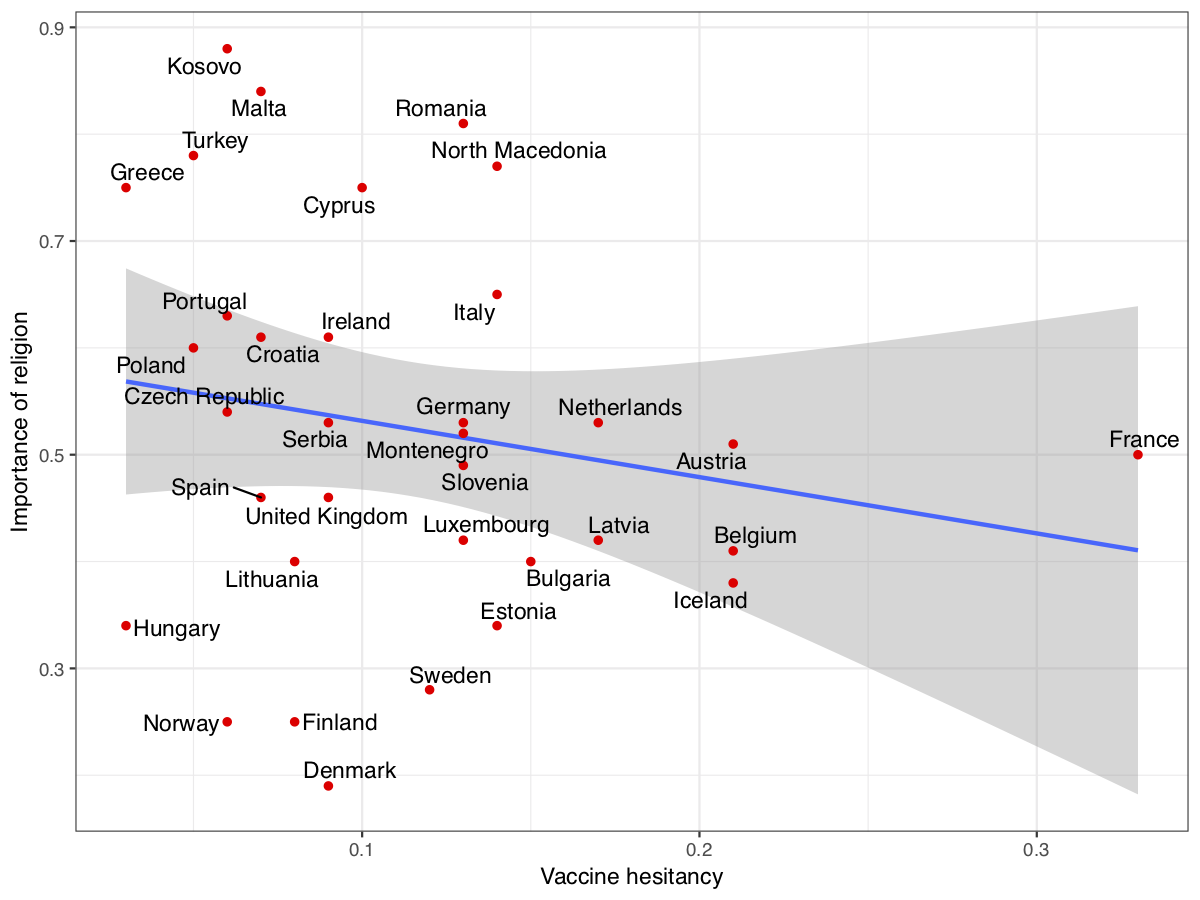 0.9
Kosovo
Malta
Romania
Turkey
North Macedonia
Greece
Cyprus
0.7
Portugal
Italy
Ireland
Croatia
Poland
Czech Republic
Germany
Netherlands
Serbia
France
Montenegro
0.5
Austria
Slovenia
Spain
United Kingdom
Luxembourg
Latvia
Belgium
Lithuania
Bulgaria
Iceland
Estonia
Hungary
0.3
Sweden
Norway
Finland
Denmark
0.1
0.2
0.3
Importance of religion
Vaccine hesitancy